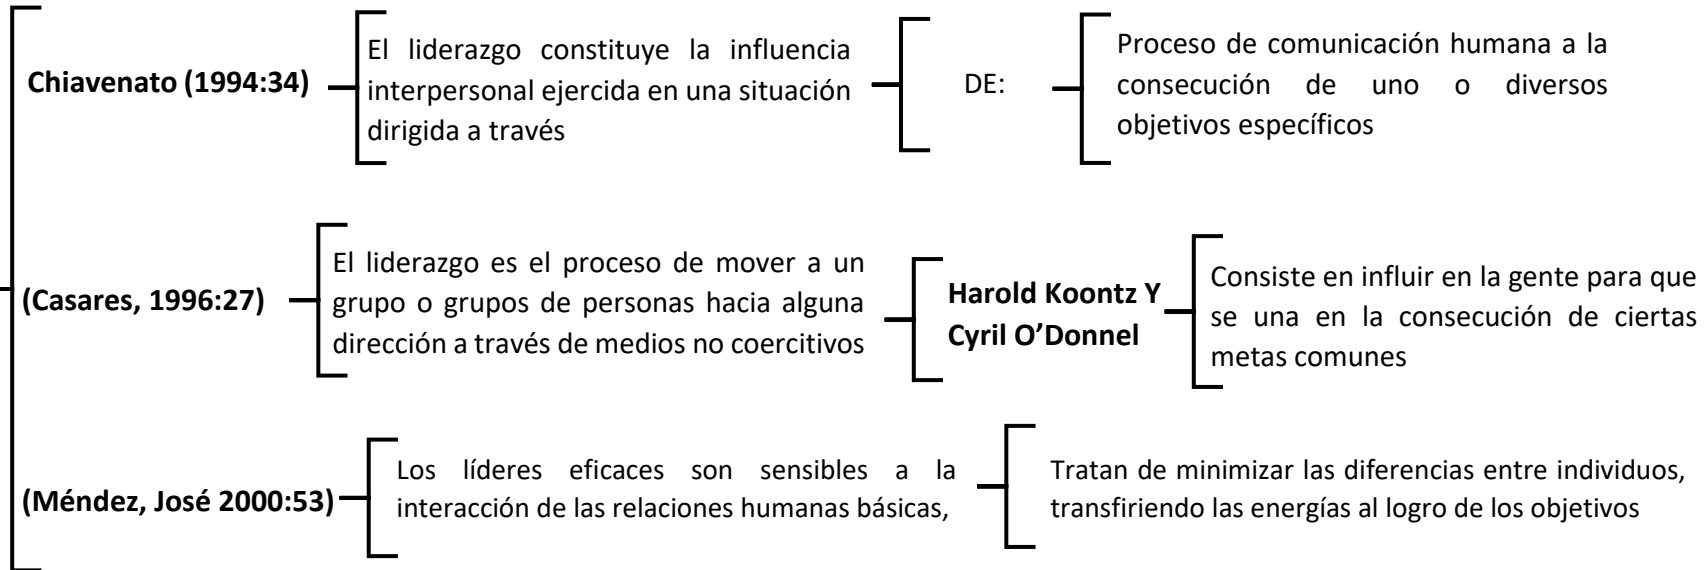 Chiavenato (1994:34)
El liderazgo constituye la influencia
interpersonal ejercida en una situación
dirigida a través
DE:
Proceso de comunicación humana a la
consecución de uno o diversos
objetivos específicos
(Casares, 1996:27)
El liderazgo es el proceso de mover a un
grupo o grupos de personas hacia alguna
dirección a través de medios no coercitivos
Harold Koontz Y
Cyril O’Donnel
Consiste en influir en la gente para que
se una en la consecución de ciertas
metas comunes
(Méndez, José 2000:53)
Los líderes eficaces son sensibles a la
interacción de las relaciones humanas básicas,
Tratan de minimizar las diferencias entre individuos,
transfiriendo las energías al logro de los objetivos